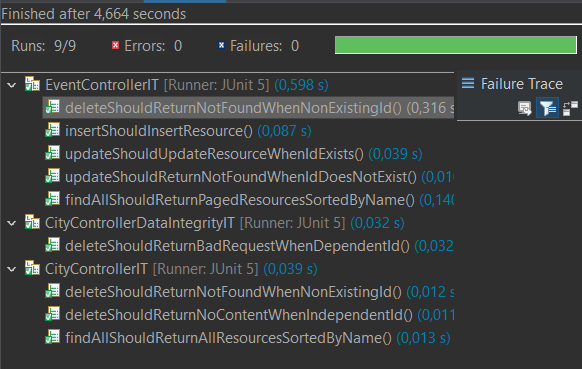 Finished after 4,664 seconds
Runs: 9/9 Errors: 0 Failures: 0
EventControllerIT [Runner: JUnit 5] (0,598 s)
Failure Trace
deleteShouldReturnNotFoundWhenNonExistingId() (0,316 s
insertShouldInsertResource() (0,087 s)
updateShouldUpdateResourceWhenIdExists() (0,039 s)
updateShouldReturnNotFoundWhenIdDoesNotExist() (0,01
findAllShouldReturnPagedResourcesSortedByName() (0,140
CityControllerDataIntegrityIT [Runner: JUnit 5] (0,032 s)
deleteShouldReturnBadRequestWhenDependentId() (0,032
CityControllerIT [Runner: JUnit 5] (0,039 s)
deleteShouldReturnNotFoundWhenNonExistingId() (0,012 s
deleteShouldReturnNoContentWhenIndependentId() (0,011
findAllShouldReturnAllResourcesSortedByName() (0,013 s)